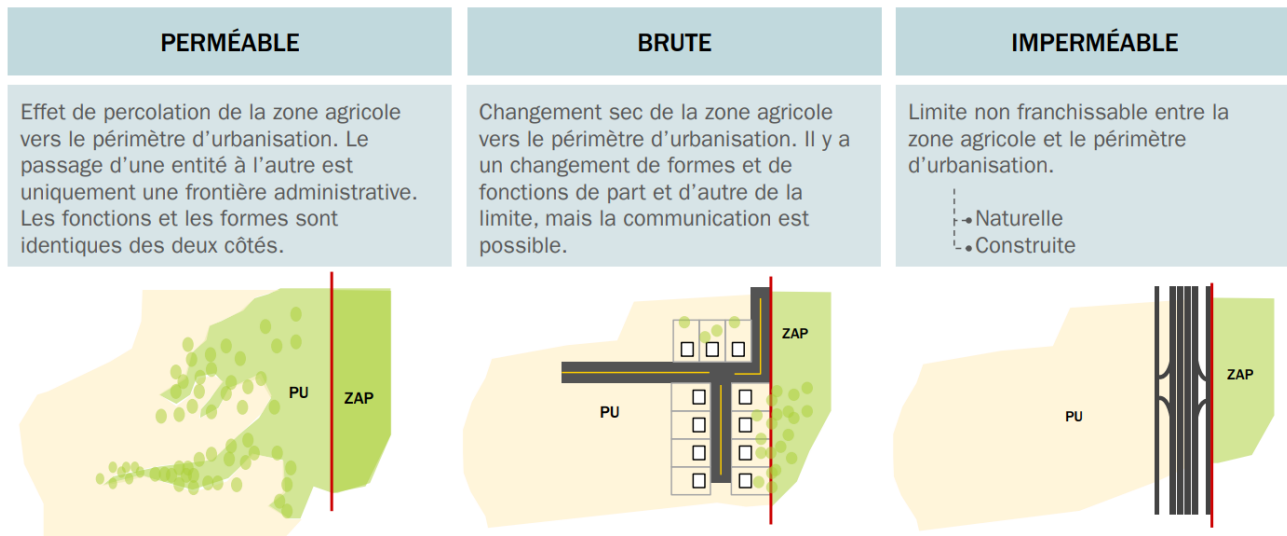 PERMÉABLE
Effet de percolation de la zone agricole
vers le périmètre d'urbanisation. Le
passage d'une entité à l'autre est
uniquement une frontière administrative.
Les fonctions et les formes sont
identiques des deux côtés.
PU
ZAP
BRUTE
Changement sec de la zone agricole
vers le périmètre d'urbanisation. Il y a
un changement de formes et de
fonctions de part et d'autre de la
limite, mais la communication est
possible.
ZAP
PU
IMPERMÉABLE
Limite non franchissable entre la
zone agricole et le périmètre
d'urbanisation.
Naturelle
Construite
ZAP
PU